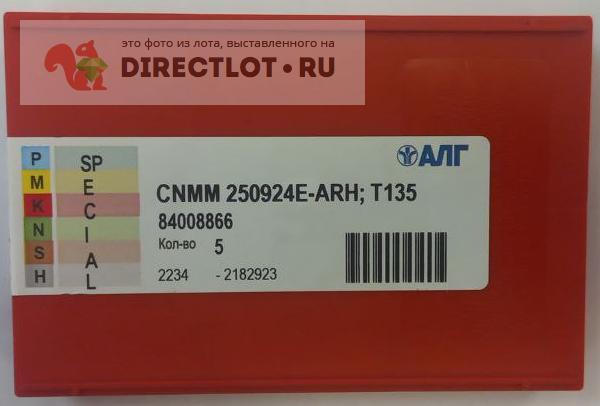 это фото из лота, выставленного на
DIRECTLOT.RU
АЛГ
P
M
K
N
S
H
SP
E
C
I
A
L
CNMM 250924E-ARH; T135
84008866
Кол-во 5
2234 - 2182923